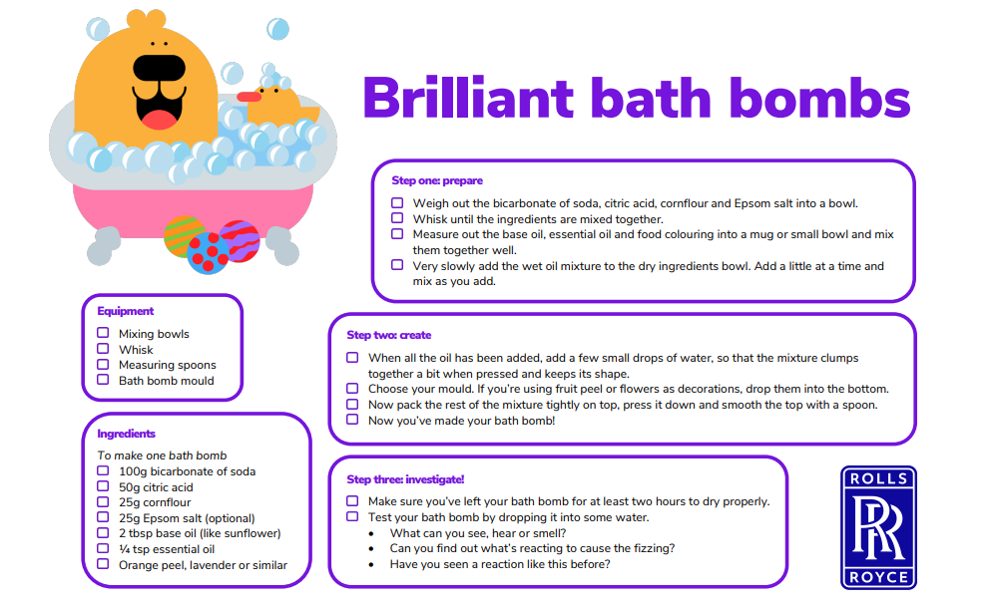 Brilliant bath bombs
Step one: prepare
Weigh out the bicarbonate of soda, citric acid, cornflour and Epsom salt into a bowl.
Whisk until the ingredients are mixed together.
Measure out the base oil, essential oil and food colouring into a mug or small bowl and mix
them together well.
Very slowly add the wet oil mixture to the dry ingredients bowl. Add a little at a time and
mix as you add.
Equipment
Mixing bowls
Whisk
Measuring spoons
Bath bomb mould
Step two: create
When all the oil has been added, add a few small drops of water, so that the mixture clumps
together a bit when pressed and keeps its shape.
Choose your mould. If you're using fruit peel or flowers as decorations, drop them into the bottom.
Now pack the rest of the mixture tightly on top, press it down and smooth the top with a spoon.
Now you've made your bath bomb!
Ingredients
To make one bath bomb
100g bicarbonate of soda
50g citric acid
25g cornflour
25g Epsom salt (optional)
2 tbsp base oil (like sunflower)
¼ tsp essential oil
Orange peel, lavender or similar
Step three: investigate!
Make sure you've left your bath bomb for at least two hours to dry properly.
Test your bath bomb by dropping it into some water.
• What can you see, hear or smell?
• Can you find out what's reacting to cause the fizzing?
• Have you seen a reaction like this before?
ROLLS
RR
ROYCE